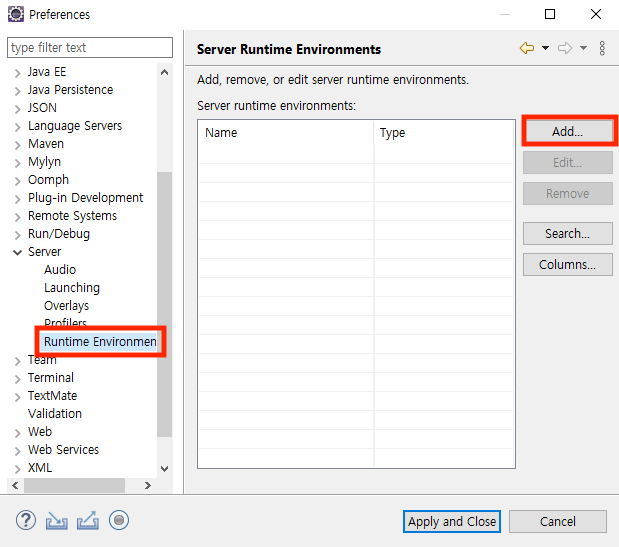 Preferences
type filter text
Java EE
Java Persistence
JSON
Language Servers
Maven
Mylyn
Oomph
Plug-in Development
Remote Systems
Run/Debug
Server
Audio
Launching
Overlays
Profilers
Runtime Environmen
Team
Terminal
TextMate
Validation
Web
Web Services
XML
Server Runtime Environments
Add, remove, or edit server runtime environments.
Server runtime environments:
Name Type
Add...
Edit...
Remove
Search...
Columns...
Apply and Close Cancel